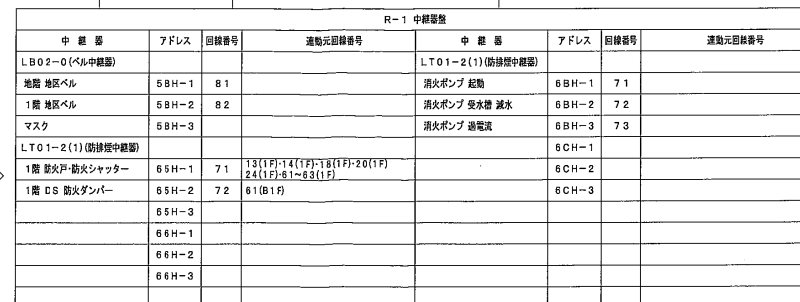 R-1 中継器盤
中 継 器 アドレス 回線番号 連動元回線番号 中 継 器 アドレス 回線番号 連動元回線番号
LB02-0(ベル中継器) LT01-2(1)(防排煙中継器)
地階 地区ベル 5BH-1 81 消火ポンプ 起動 6BH-1 71
1階 地区ベル 5BH-2 82 消火ポンプ 受水槽 減水 6BH-2 72
マスク 5BH-3 消火ポンプ 過電流 6BH-3 73
LT01-2(1)(防排煙中継器) 6CH-1
1階 防火戸・防火シャッター 65H-1 71 13(1F)・14(1F)・18(1F)・20(1F) 6CH-2
24(1F)・61~63(1F)
1階 DS 防火ダンパー 65H-2 72 61(B1F) 6CH-3
65H-3
66H-1
66H-2
66H-3